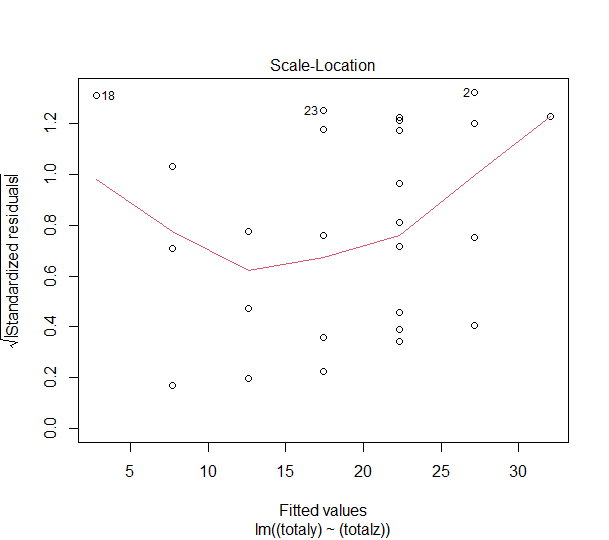 Scale-Location
√|Standardized residuals|
0.0 0.2 0.4 0.6 0.8 1.0 1.2
18
23
2
5 10 15 20 25 30
Fitted values
lm((totaly) ~ (totalz))